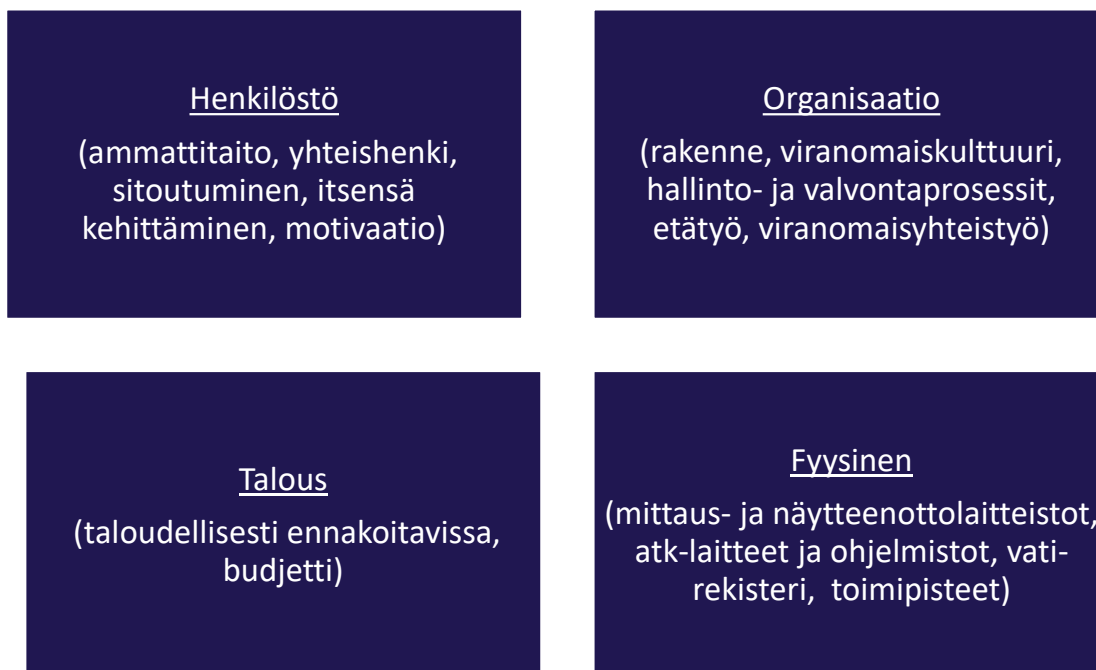 Henkilöstö
(ammattitaito, yhteishenki,
sitoutuminen, itsensä
kehittäminen, motivaatio)
Organisaatio
(rakenne, viranomaiskulttuuri,
hallinto- ja valvontaprosessit,
etätyö, viranomaisyhteistyö)
Talous
(taloudellisesti ennakoitavissa,
budjetti)
Fyysinen
(mittaus- ja näytteenottolaitteistot,
atk-laitteet ja ohjelmistot, vati-
rekisteri, toimipisteet)